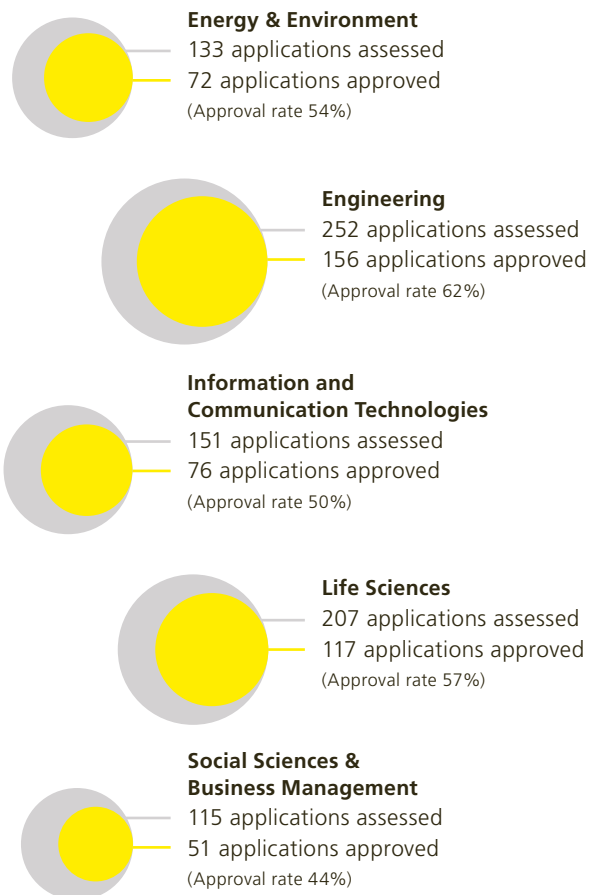 Energy & Environment
133 applications assessed
72 applications approved
(Approval rate 54%)
Engineering
252 applications assessed
156 applications approved
(Approval rate 62%)
Information and
Communication Technologies
151 applications assessed
76 applications approved
(Approval rate 50%)
Life Sciences
207 applications assessed
117 applications approved
(Approval rate 57%)
Social Sciences &
Business Management
115 applications assessed
51 applications approved
(Approval rate 44%)